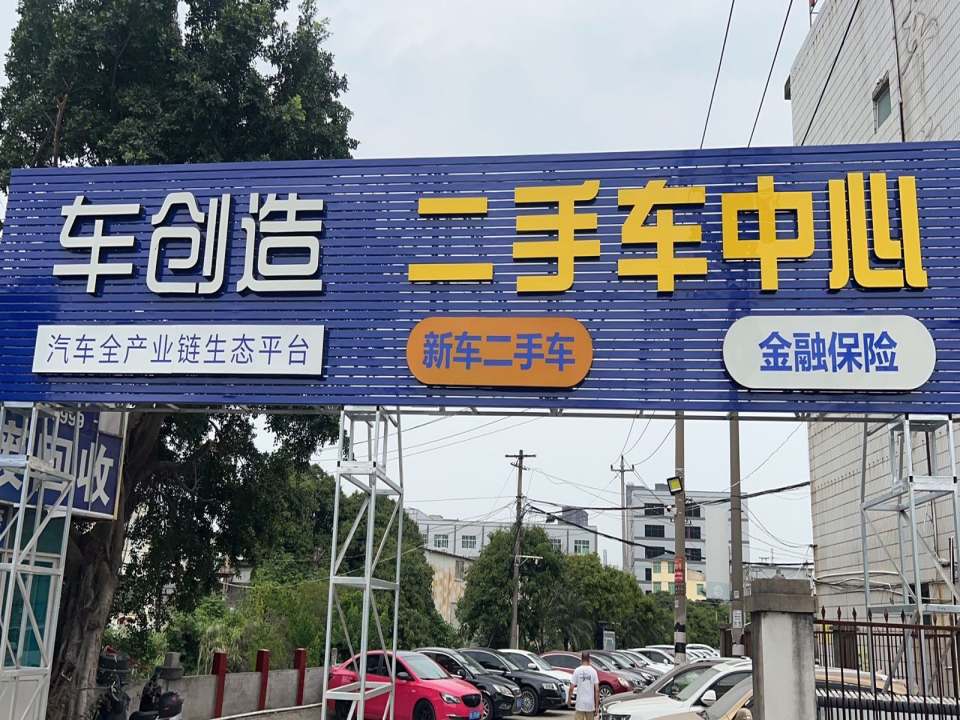 车创造 二手车中心
汽车全产业链生态平台
新车二手车
金融保险
回收